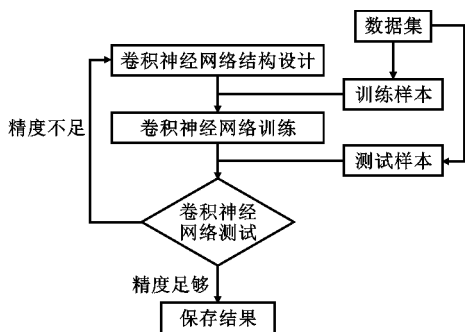 数据集
卷积神经网络结构设计
训练样本
精度不足
卷积神经网络训练
测试样本
卷积神经
网络测试
精度足够
保存结果